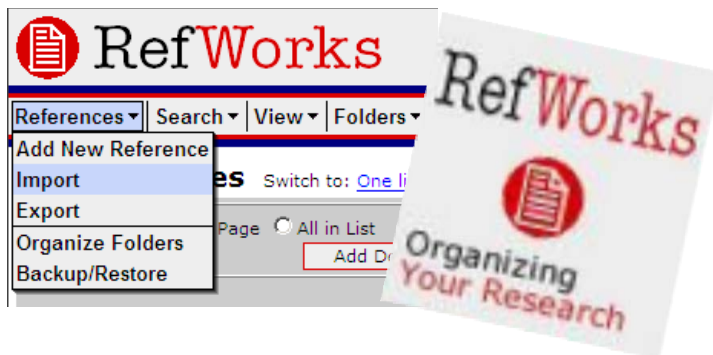 RefWorks
References Search View Folders
Add New Reference
Import
Export
Organize Folders
Backup/Restore
es Switch to: One li
Page All in List
Add D
RefWorks
Organizing
Your Research